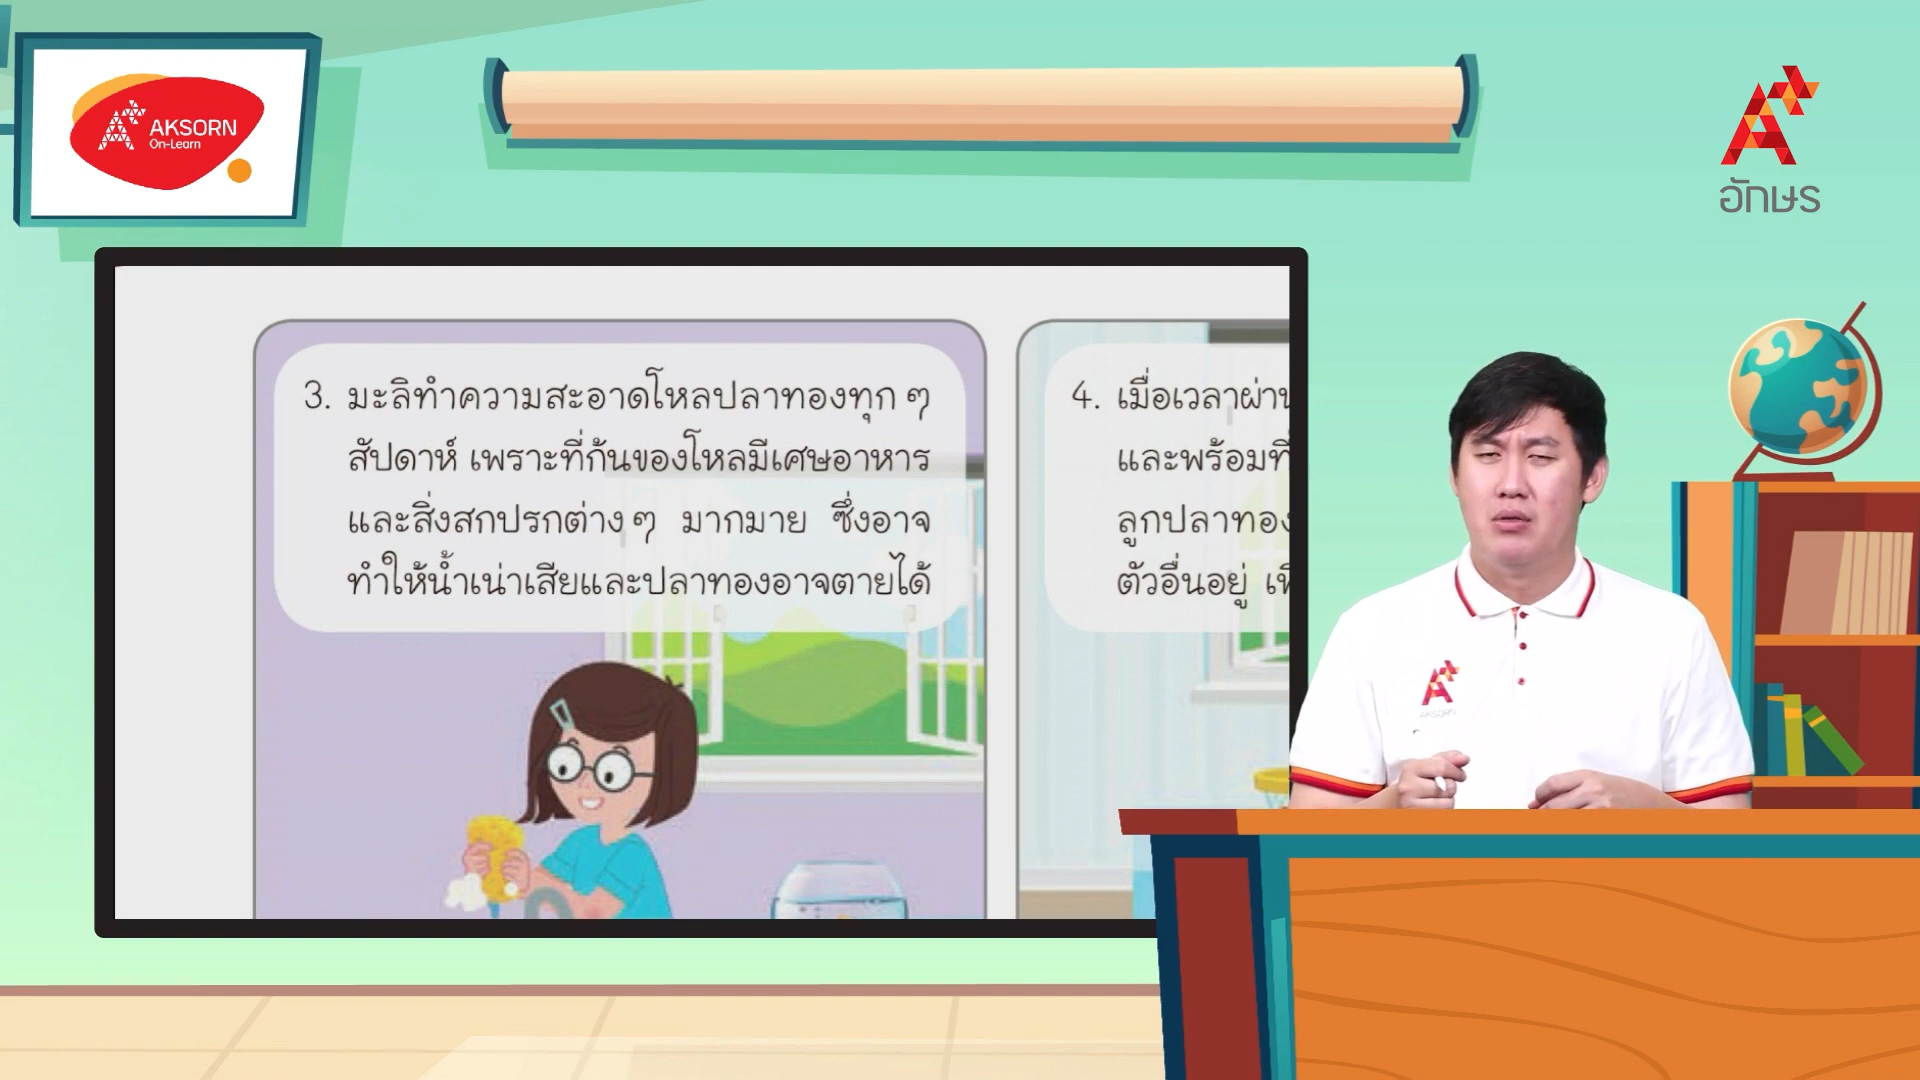 AKSORN
On-Learn
อักษร
3. มะลิทำความสะอาดโหลปลาทองทุก ๆ
สัปดาห์ เพราะที่ก้นของโหลมีเศษอาหาร
และสิ่งสกปรกต่าง ๆ มากมาย ซึ่งอาจ
ทำให้น้ำเน่าเสียและปลาทองอาจตายได้
4. เมื่อเวลาผ่าน
และพร้อมที่
ลูกปลาทอง
ตัวอื่นอยู่
AKSORN